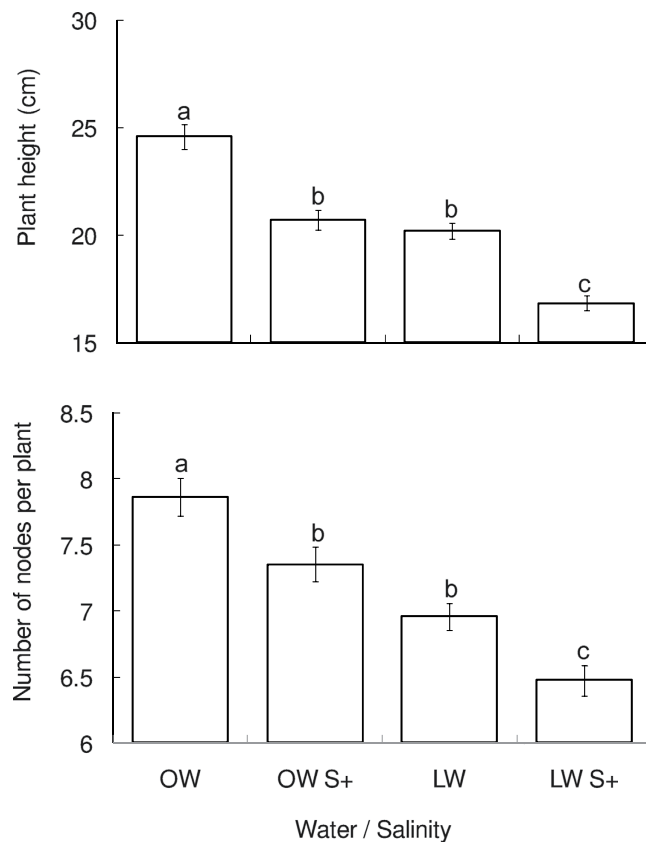 Plant height (cm)
30
25
20
15
a
b
b
c
Number of nodes per plant
8.5
8
7.5
7
6.5
6
a
b
b
c
OW OW S+ LW LW S+
Water / Salinity